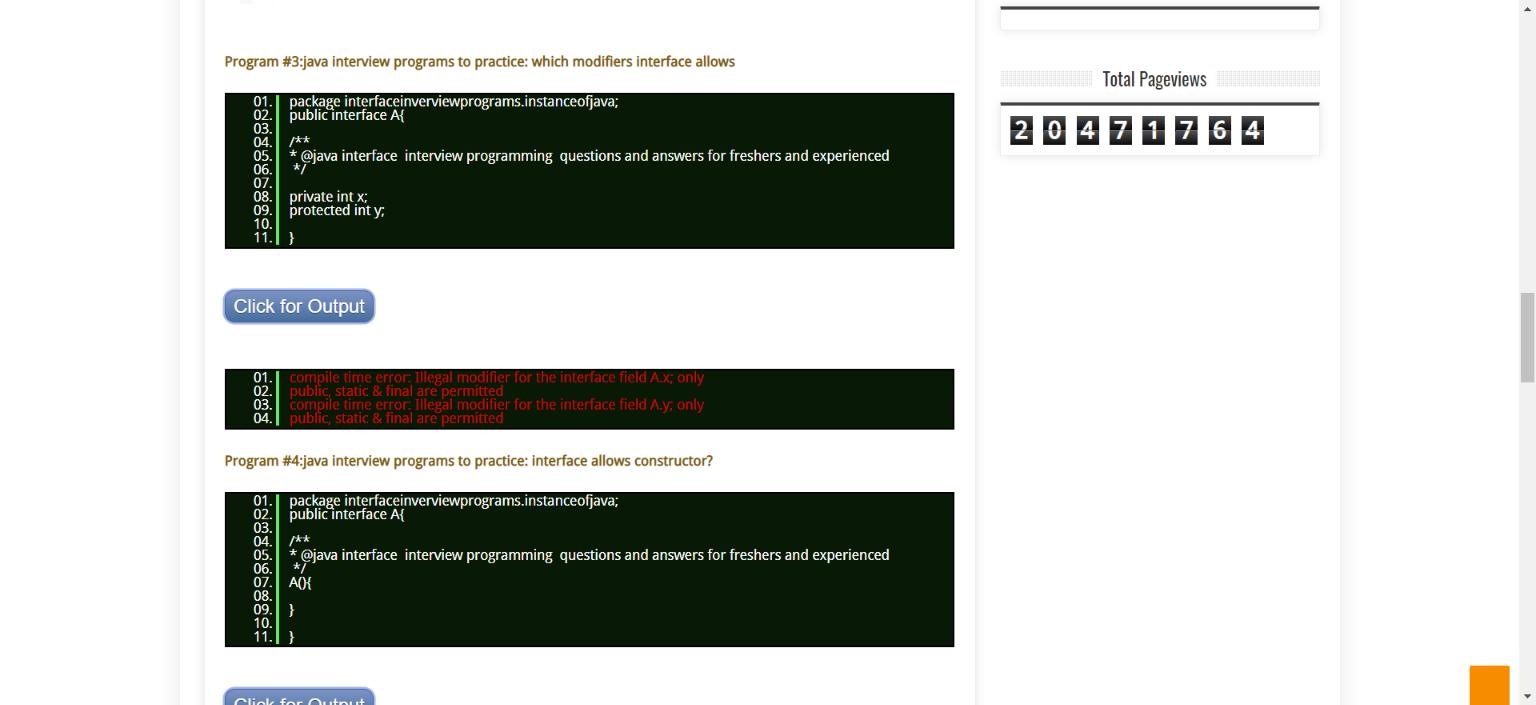 Program #3:java interview programs to practice: which modifiers interface allows
01. package interfaceinverviewprograms.instanceofjava;
02. public interface A{
03.
04. /**
05. * @java interface  interview programming  questions and answers for freshers and experienced
06. */
07.
08. private int x;
09. protected int y;
10.
11. }
Click for Output
01. compile time error: Illegal modifier for the interface field A.x; only
02. public, static & final are permitted
03. compile time error: Illegal modifier for the interface field A.y; only
04. public, static & final are permitted
Program #4:java interview programs to practice: interface allows constructor?
01. package interfaceinverviewprograms.instanceofjava;
02. public interface A{
03.
04. /**
05. * @java interface  interview programming  questions and answers for freshers and experienced
06. */
07. A(){
08.
09. }
10.
11. }
Click for Output
Total Pageviews
2 0 4 7 1 7 6 4